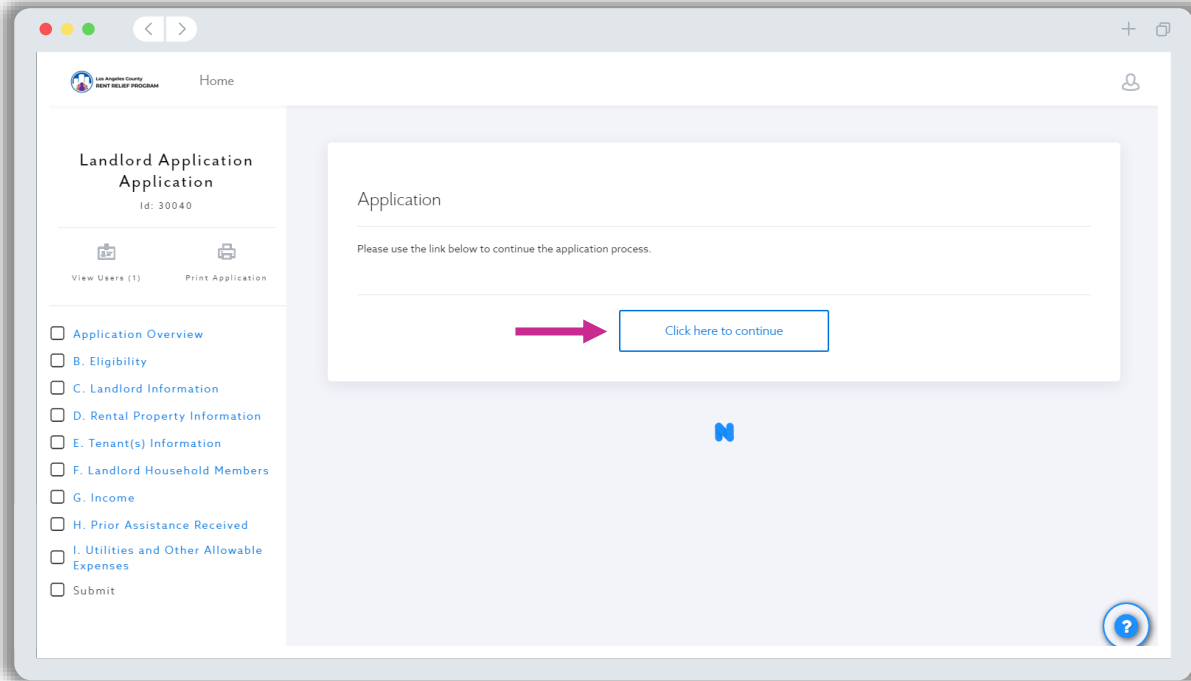 Los Angeles County
RENT RELIEF PROGRAM
Home
Landlord Application
Application
Id: 30040
View Users (1)
Print Application
Application Overview
B. Eligibility
C. Landlord Information
D. Rental Property Information
E. Tenant(s) Information
F. Landlord Household Members
G. Income
H. Prior Assistance Received
I. Utilities and Other Allowable
Expenses
Submit
Application
Please use the link below to continue the application process.
Click here to continue
N
?